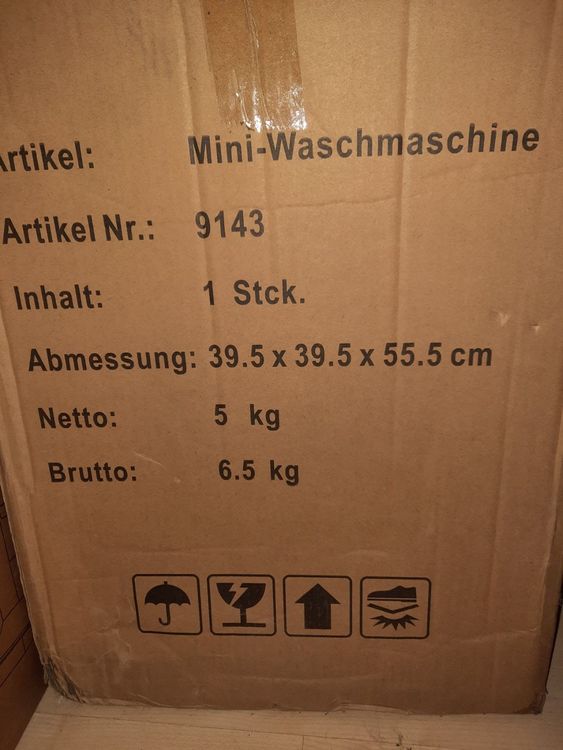 Artikel: Mini-Waschmaschine
Artikel Nr.: 9143
Inhalt: 1 Stck.
Abmessung: 39.5 x 39.5 x 55.5 cm
Netto: 5 kg
Brutto: 6.5 kg